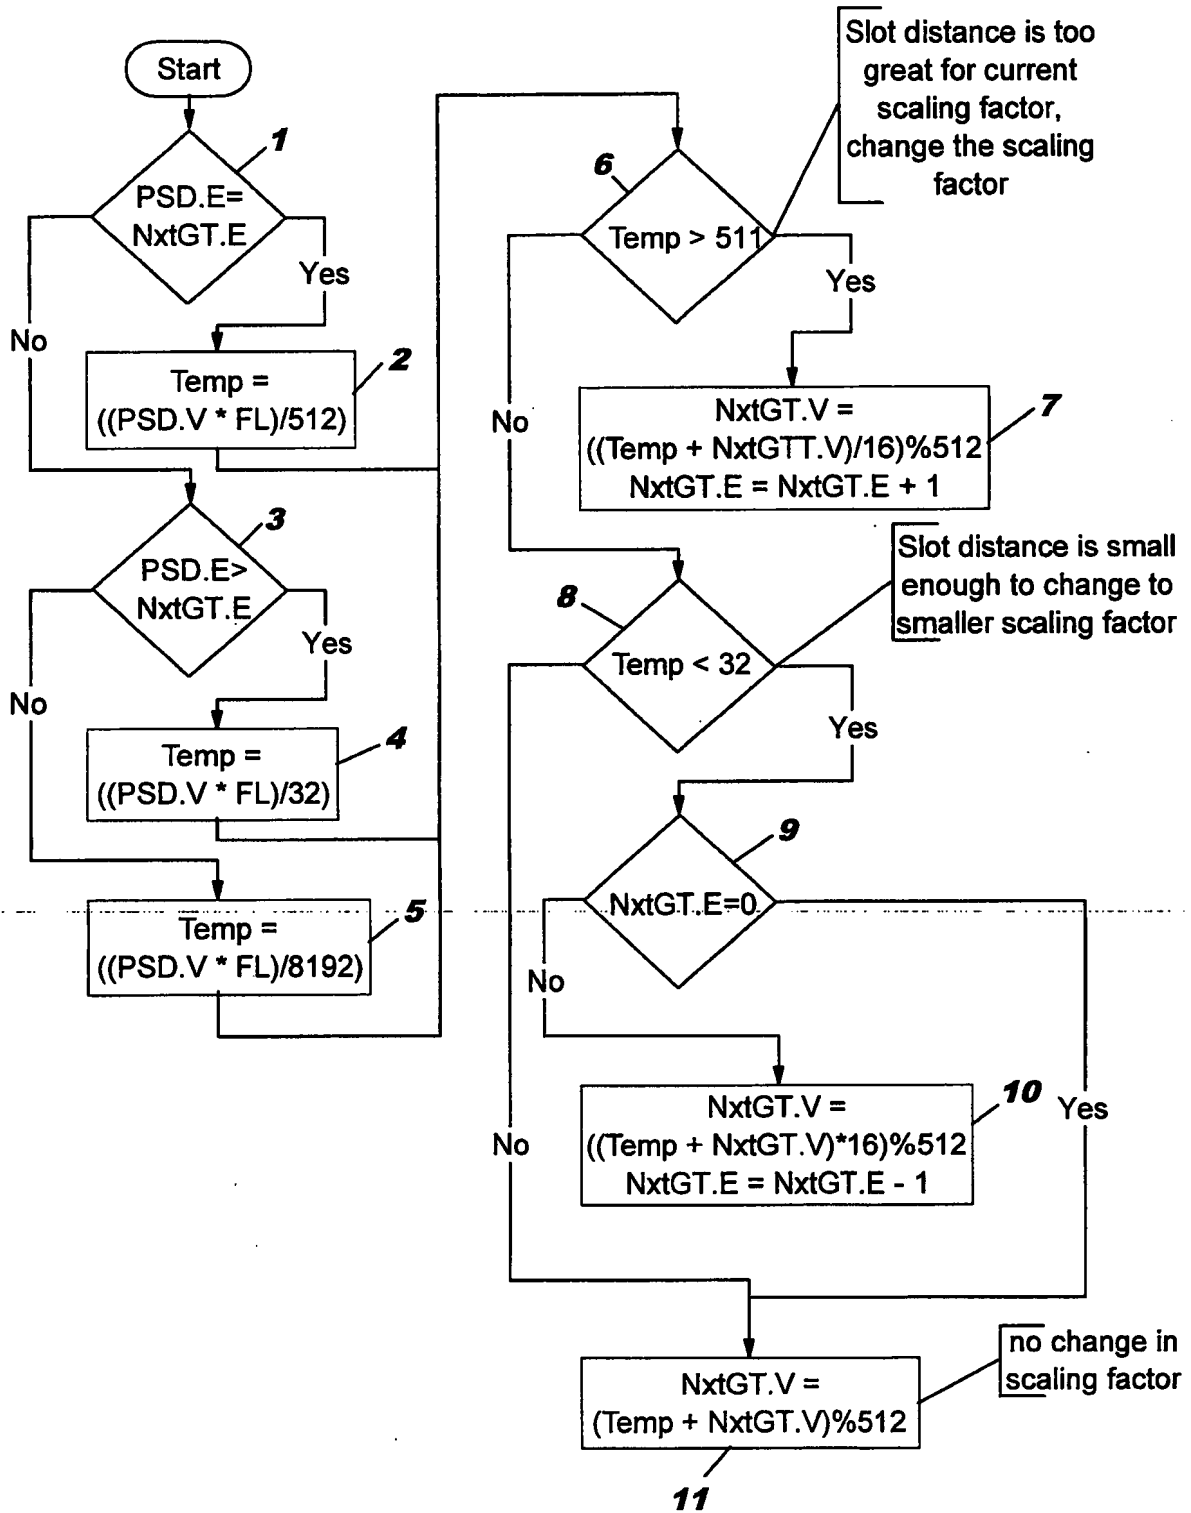 Start
1
PSD.E=
NxtGT.E
Yes
No
2
Temp =
((PSD.V * FL)/512)
3
PSD.E>
NxtGT.E
Yes
No
4
Temp =
((PSD.V * FL)/32)
5
Temp =
((PSD.V * FL)/8192)
Slot distance is too
great for current
scaling factor,
change the scaling
factor
6
Temp > 511
Yes
No
7
NxtGT.V =
((Temp + NxtGTT.V)/16)%512
NxtGT.E = NxtGT.E + 1
Slot distance is small
enough to change to
smaller scaling factor
8
Temp < 32
Yes
9
NxtGT.E=0
No
10
NxtGT.V =
((Temp + NxtGT.V)*16)%512
NxtGT.E = NxtGT.E - 1
Yes
No
no change in
scaling factor
NxtGT.V =
(Temp + NxtGT.V)%512
11